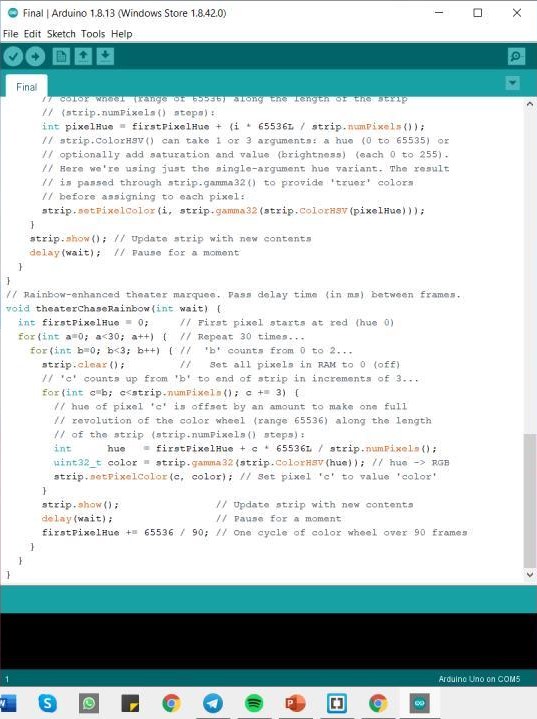 Final | Arduino 1.8.13 (Windows Store 1.8.42.0)
File Edit Sketch Tools Help
Final
// color wheel (range of 65536) along the length of the strip
// (strip.numPixels() steps):
int pixelHue = firstPixelHue + (i * 65536L / strip.numPixels());
// strip.ColorHSV() can take 1 or 3 arguments: a hue (0 to 65535) or
// optionally add saturation and value (brightness) (each 0 to 255).
// Here we're using just the single-argument hue variant. The result
// is passed through strip.gamma32() to provide 'truer' colors
// before assigning to each pixel:
strip.setPixelColor(i, strip.gamma32(strip.ColorHSV(pixelHue)));
}
strip.show(); // Update strip with new contents
delay(wait);  // Pause for a moment
}
}
// Rainbow-enhanced theater marquee. Pass delay time (in ms) between frames.
void theaterChaseRainbow(int wait) {
int firstPixelHue = 0;     // First pixel starts at red (hue 0)
for(int a=0; a<30; a++) {  // Repeat 30 times...
for(int b=0; b<3; b++) { //  'b' counts from 0 to 2...
strip.clear();         //   Set all pixels in RAM to 0 (off)
// 'c' counts up from 'b' to end of strip in increments of 3...
for(int c=b; c<strip.numPixels(); c += 3) {
// hue of pixel 'c' is offset by an amount to make one full
// revolution of the color wheel (range 65536) along the length
// of the strip (strip.numPixels() steps):
int      hue   = firstPixelHue + c * 65536L / strip.numPixels();
uint32_t color = strip.gamma32(strip.ColorHSV(hue)); // hue -> RGB
strip.setPixelColor(c, color); // Set pixel 'c' to value 'color'
}
strip.show();                // Update strip with new contents
delay(wait);                 // Pause for a moment
firstPixelHue += 65536 / 90; // One cycle of color wheel over 90 frames
}
}
}
1
Arduino Uno on COM5